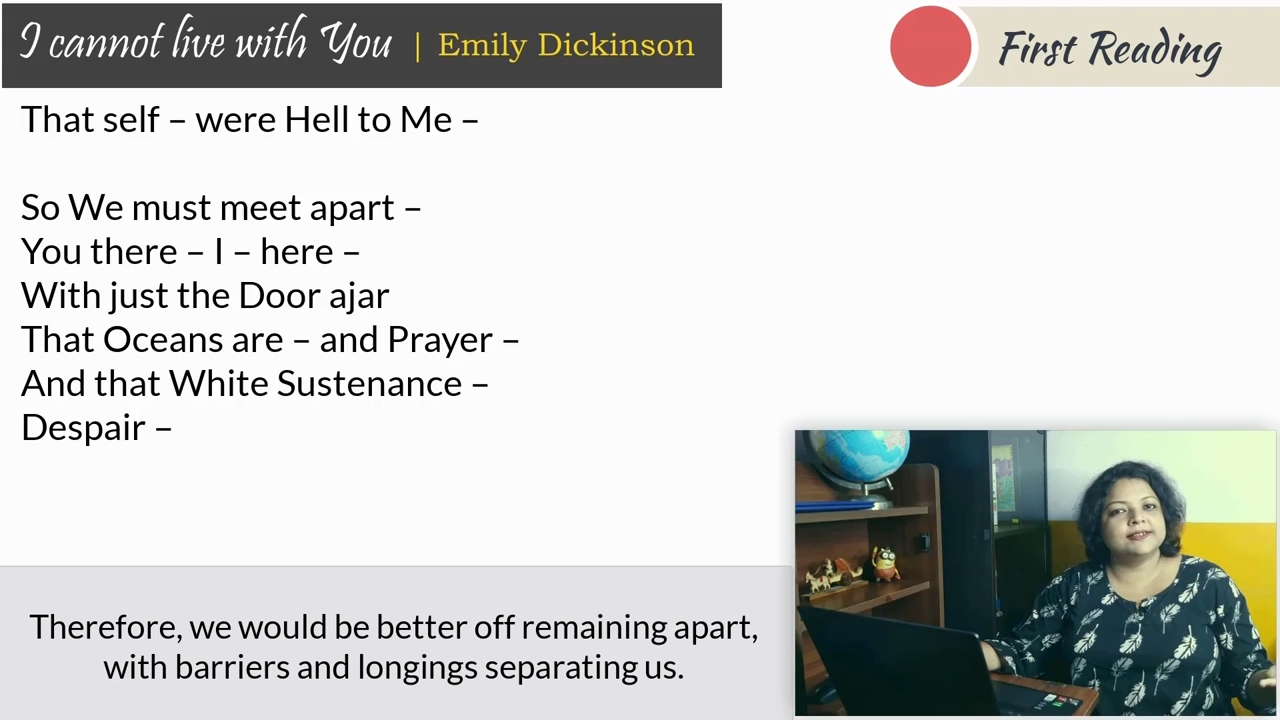 I cannot live with You | Emily Dickinson
First Reading
That self – were Hell to Me –
So We must meet apart –
You there – I – here –
With just the Door ajar
That Oceans are – and Prayer –
And that White Sustenance –
Despair –
Therefore, we would be better off remaining apart,
with barriers and longings separating us.